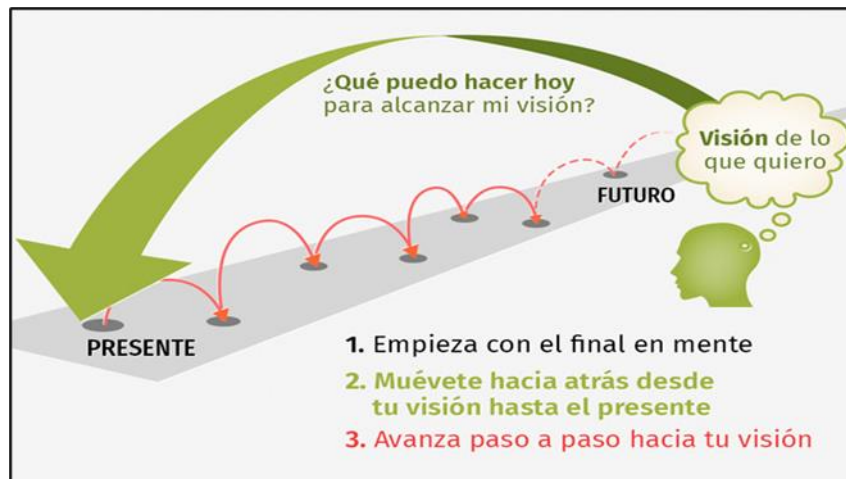 ¿Qué puedo hacer hoy
para alcanzar mi visión?
Visión de lo
que quiero
FUTURO
PRESENTE
1. Empieza con el final en mente
2. Muévete hacia atrás desde
tu visión hasta el presente
3. Avanza paso a paso hacia tu visión